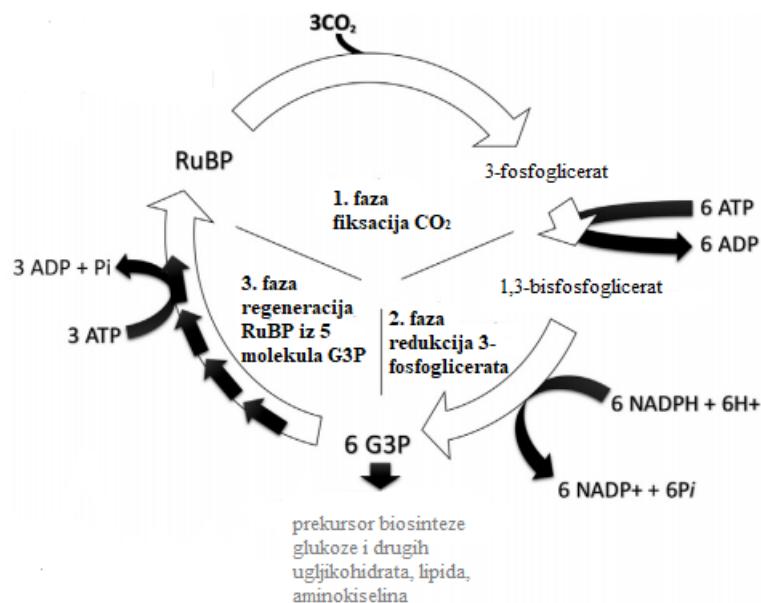 3CO₂
RuBP
3-fosfoglicerat
1. faza
fiksacija CO₂
6 ATP
6 ADP
3 ADP + Pi
3 ATP
3. faza
regeneracija
RuBP iz 5
molekula G3P
2. faza
redukcija 3-
fosfoglicerata
1,3-bisfosfoglicerat
6 NADPH + 6H+
6 NADP+ + 6Pi
6 G3P
prekursor biosinteze
glukoze i drugih
ugljikohidrata, lipida,
aminokiselina